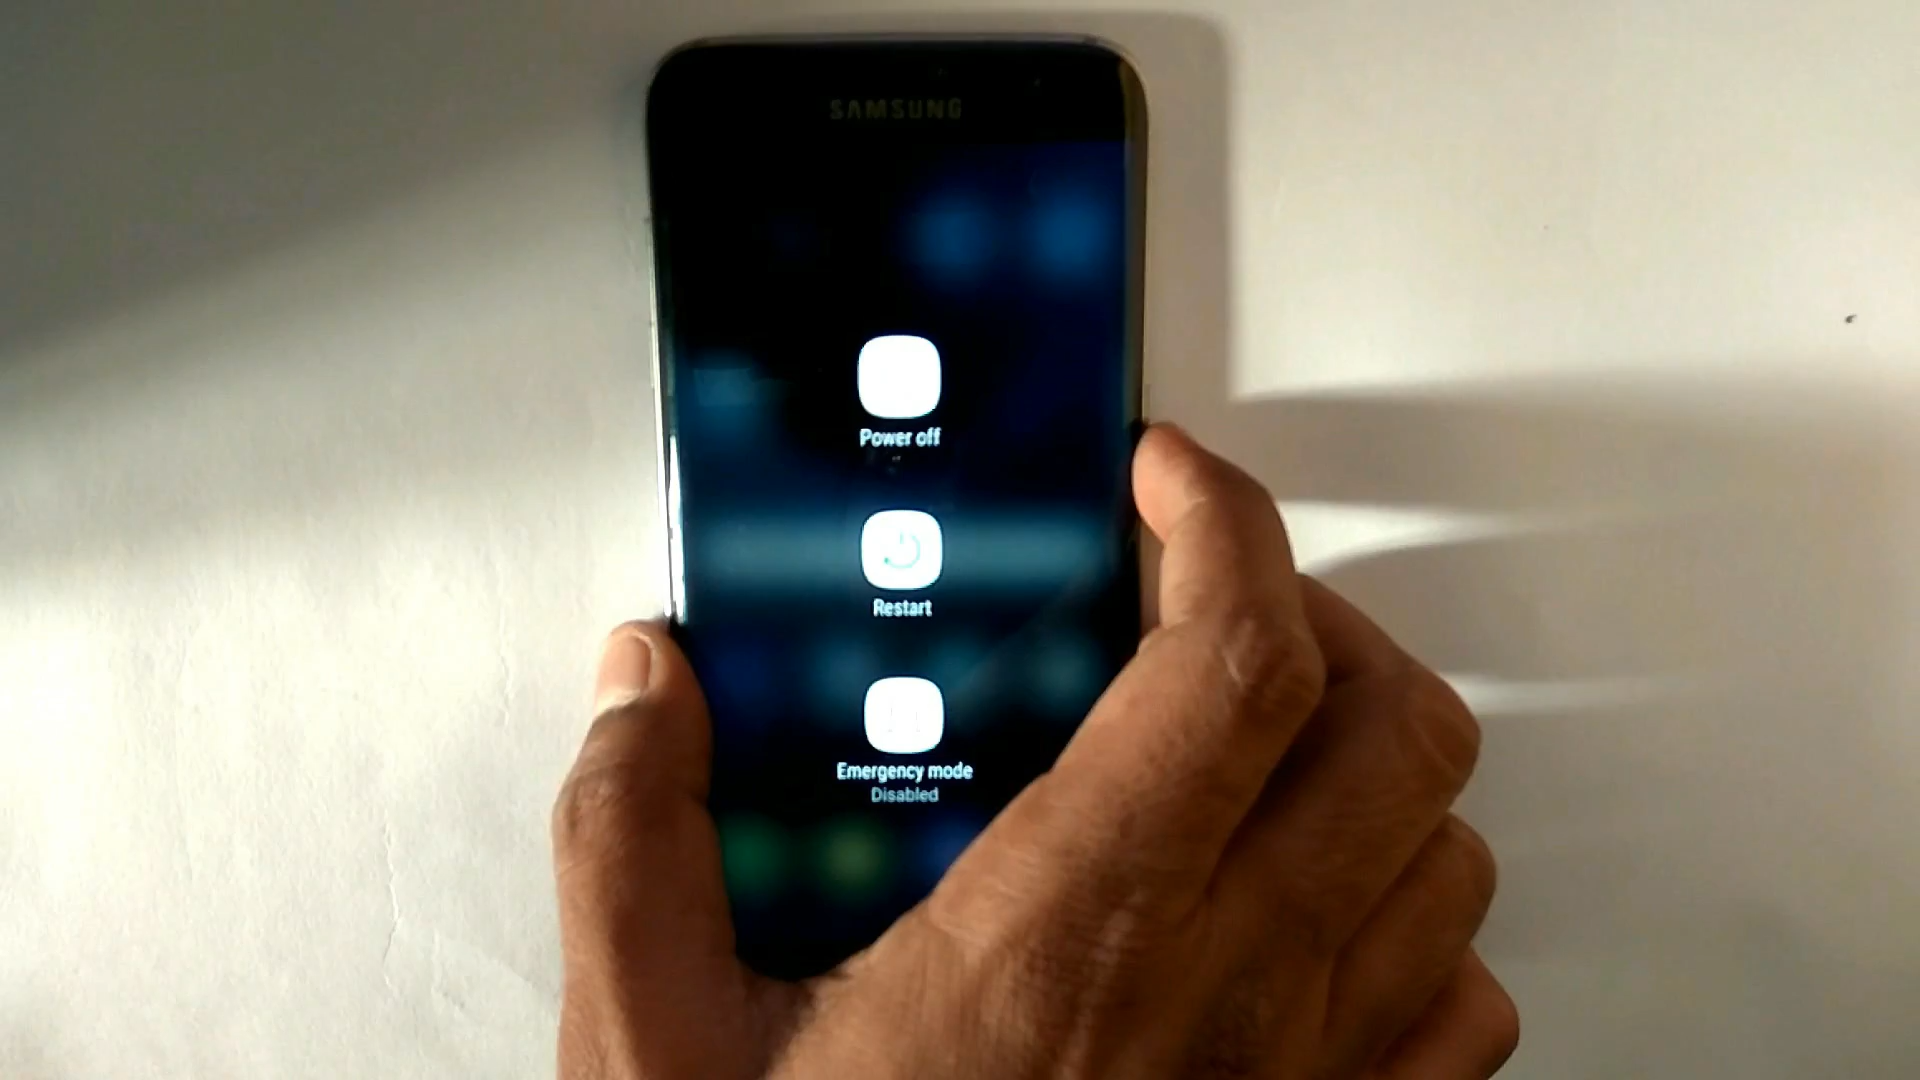 SAMSUNG
Power off
Restart
Emergency mode
Disabled